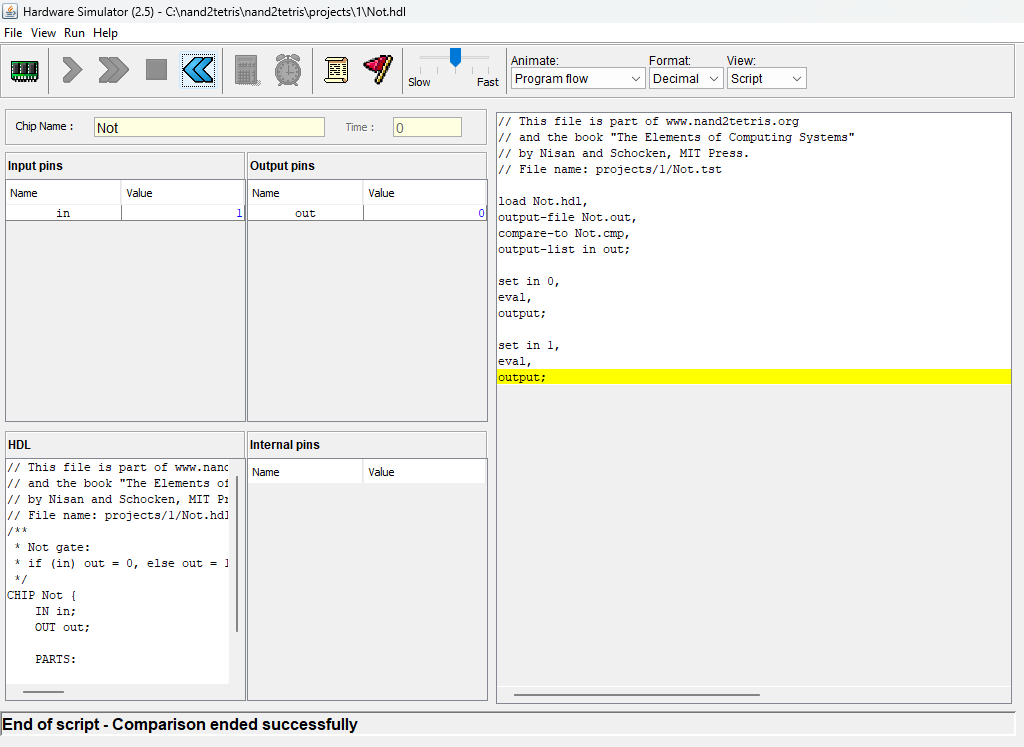 Hardware Simulator (2.5) - C:\nand2tetris\nand2tetris\projects\1\Not.hdl
File View Run Help
Slow Fast
Animate: Format: View:
Program flow Decimal Script
Chip Name : Not Time : 0
Input pins
Name Value
in 1
Output pins
Name Value
out 0
HDL
// This file is part of www.nand
// and the book "The Elements of
// by Nisan and Schocken, MIT Pr
// File name: projects/1/Not.hdl
/**
* Not gate:
* if (in) out = 0, else out = 1
*/
CHIP Not {
IN in;
OUT out;
PARTS:
Internal pins
Name Value
// This file is part of www.nand2tetris.org
// and the book "The Elements of Computing Systems"
// by Nisan and Schocken, MIT Press.
// File name: projects/1/Not.tst
load Not.hdl,
output-file Not.out,
compare-to Not.cmp,
output-list in out;
set in 0,
eval,
output;
set in 1,
eval,
output;
End of script - Comparison ended successfully